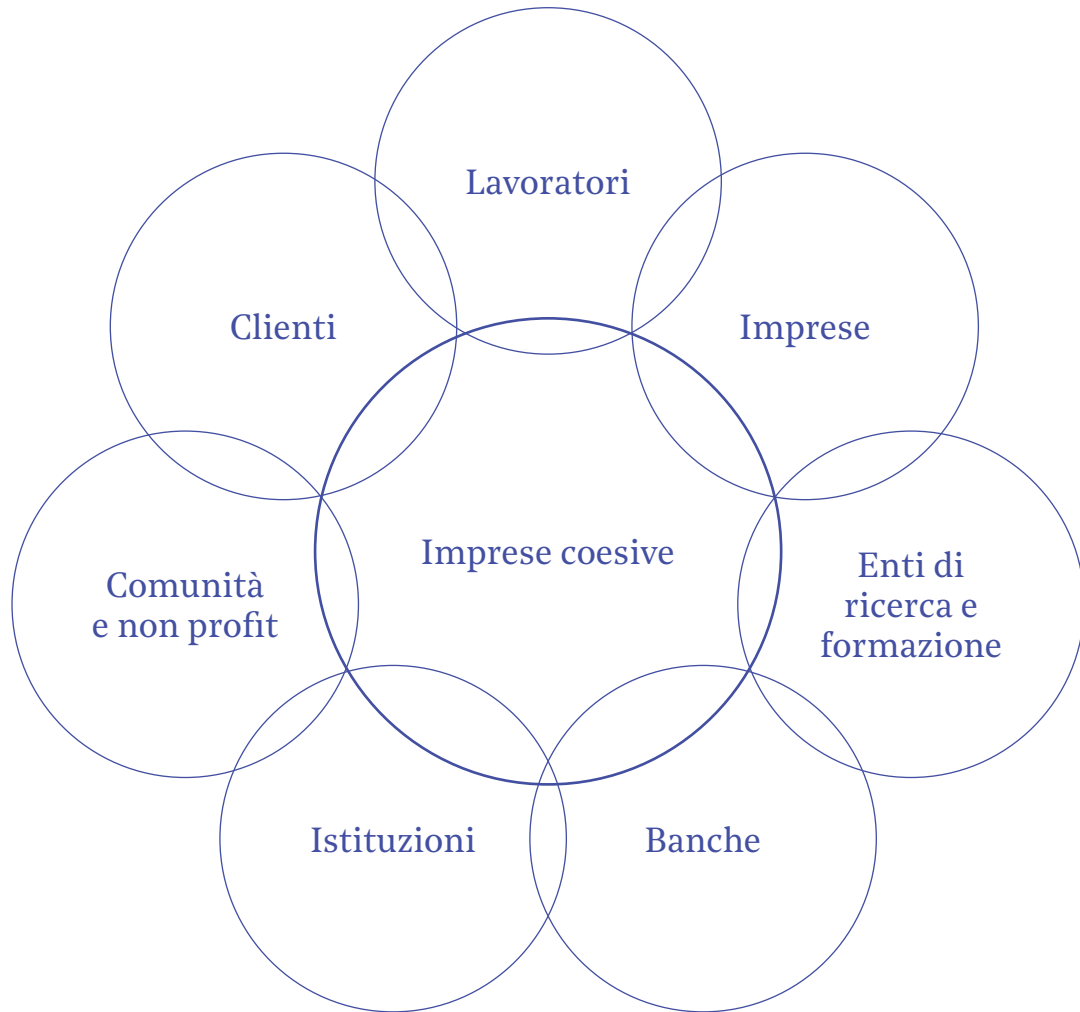 Lavoratori
Clienti
Imprese
Imprese coesive
Enti di
ricerca e
formazione
Comunità
e non profit
Istituzioni
Banche